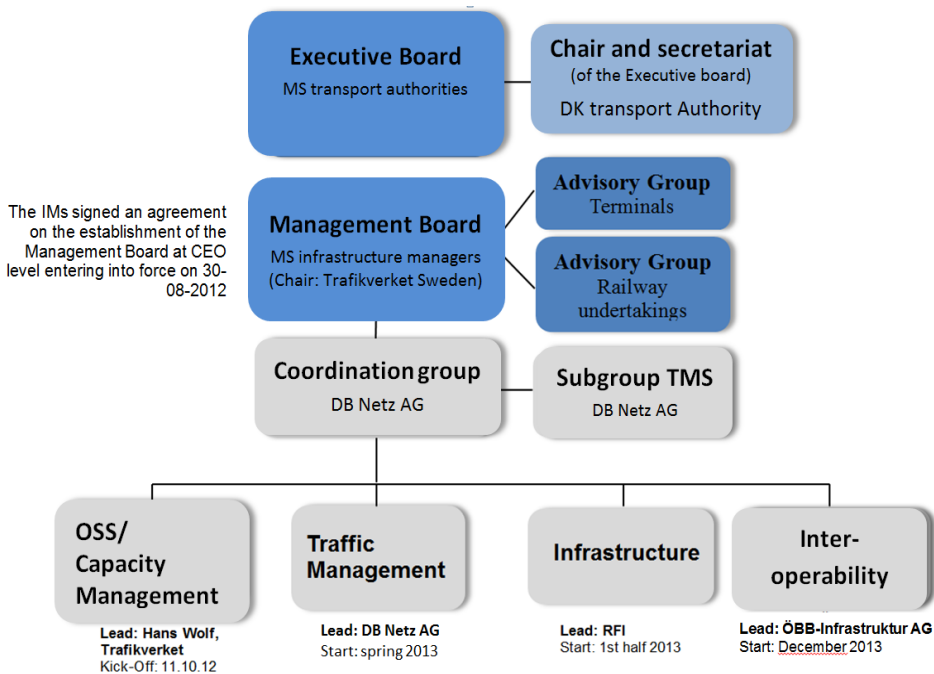 Executive Board
MS transport authorities
Chair and secretariat
(of the Executive board)
DK transport Authority
The IMs signed an agreement
on the establishment of the
Management Board at CEO
level entering into force on 30-
08-2012
Management Board
MS infrastructure managers
(Chair: Trafikverket Sweden)
Advisory Group
Terminals
Advisory Group
Railway
undertakings
Coordination group
DB Netz AG
Subgroup TMS
DB Netz AG
OSS/
Capacity
Management
Lead: Hans Wolf,
Trafikverket
Kick-Off: 11.10.12
Traffic
Management
Lead: DB Netz AG
Start: spring 2013
Infrastructure
Lead: RFI
Start: 1st half 2013
Inter-
operability
Lead: ÖBB-Infrastruktur AG
Start: December 2013